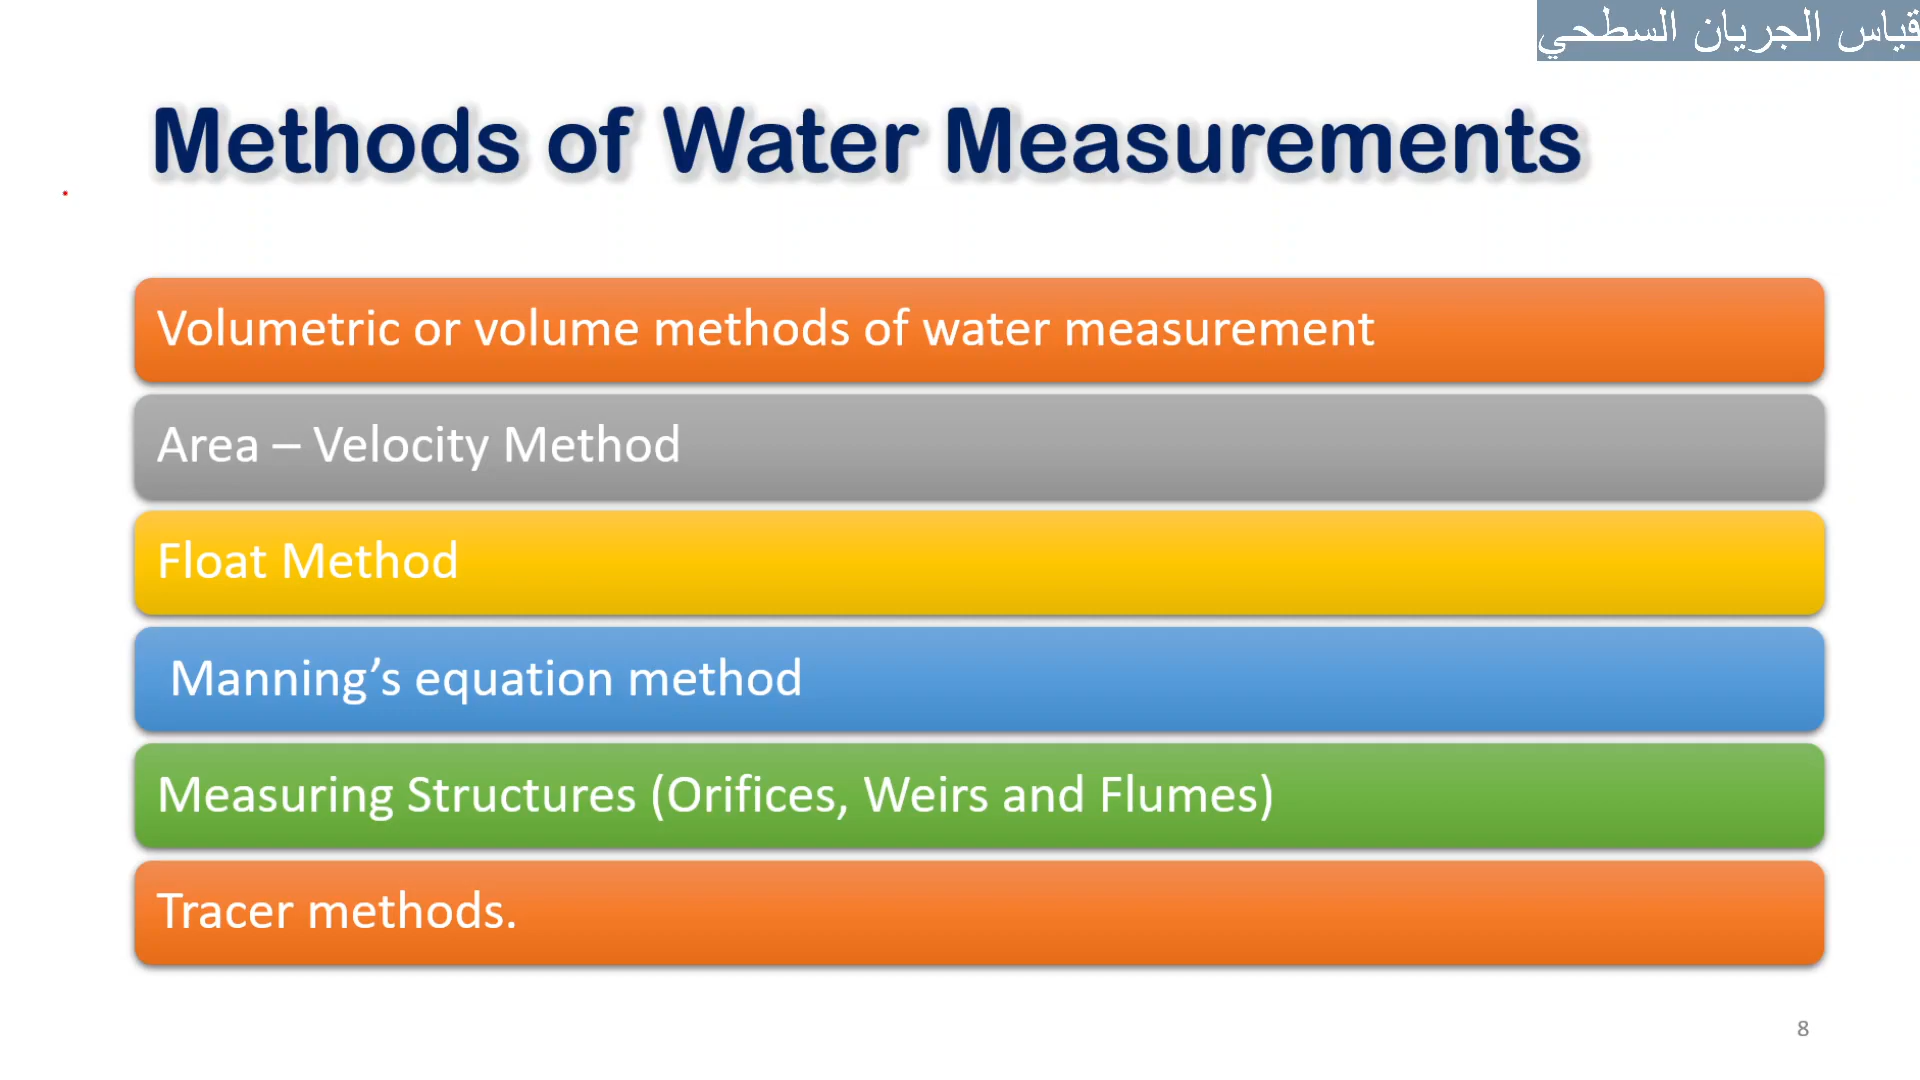 قياس الجريان السطحي
Methods of Water Measurements
Volumetric or volume methods of water measurement
Area – Velocity Method
Float Method
Manning’s equation method
Measuring Structures (Orifices, Weirs and Flumes)
Tracer methods.
8